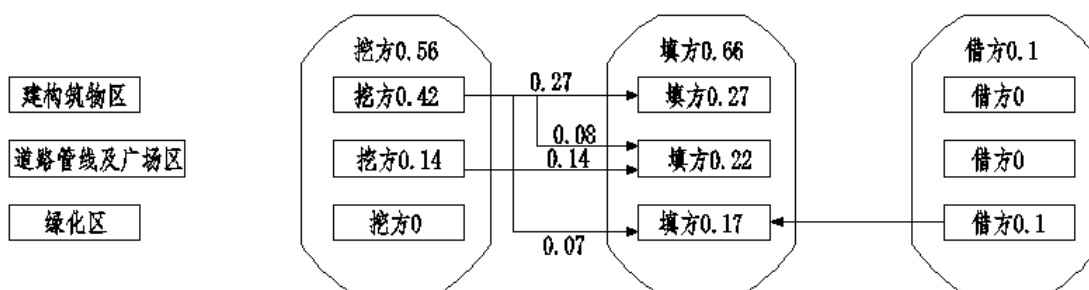 挖方0.56
填方0.66
借方0.1
建构筑物区
挖方0.42
0.27
填方0.27
借方0
0.08
道路管线及广场区
挖方0.14
0.14
填方0.22
借方0
绿化区
挖方0
填方0.17
借方0.1
0.07